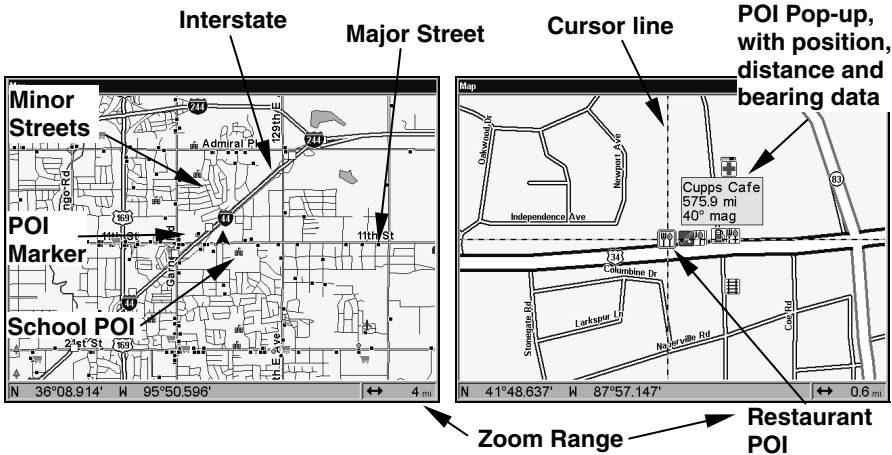 Interstate
Major Street
Cursor line
POI Pop-up,
with position,
distance and
bearing data
Minor
Streets
POI
Marker
School POI
244
129th E
244
Admiral Pl
169
44
11th St
11th St
44
169
21st St
th E Ave
N 36°08.914' W 95°50.596' ↔ 4 mi
Map
Oakwood Dr
Newport Ave
83
Cupps Cafe
575.9 mi
40° mag
Independence Ave
34
Columbine Dr
Stonegate Rd
Larkspur Ln
Naperville Rd
Coe Rd
N 41°48.637' W 87°57.147' ↔ 0.6 mi
Zoom Range
Restaurant
POI